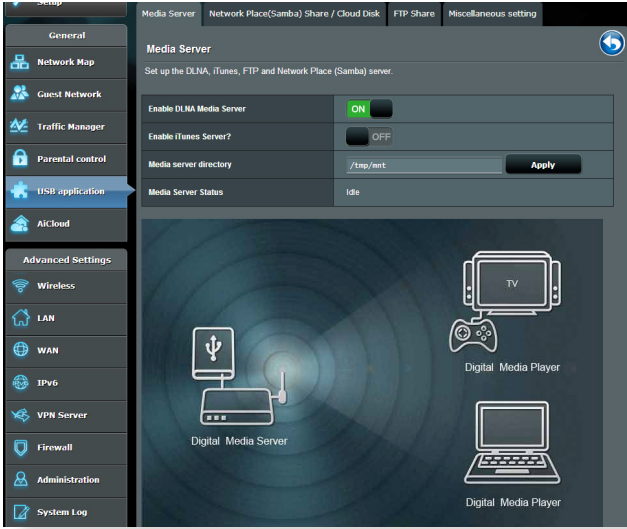 Setup
General
Network Map
Guest Network
Traffic Manager
Parental control
USB application
AiCloud
Advanced Settings
Wireless
LAN
WAN
IPv6
IPv6
VPN Server
Firewall
Administration
System Log
Media Server
Network Place(Samba) Share / Cloud Disk
FTP Share
Miscellaneous setting
Media Server
Set up the DLNA, iTunes, FTP and Network Place (Samba) server.
Enable DLNA Media Server
ON
Enable iTunes Server?
OFF
Media server directory
/tmp/mnt
Apply
Media Server Status
Idle
TV
Digital Media Player
Digital Media Server
Digital Media Player